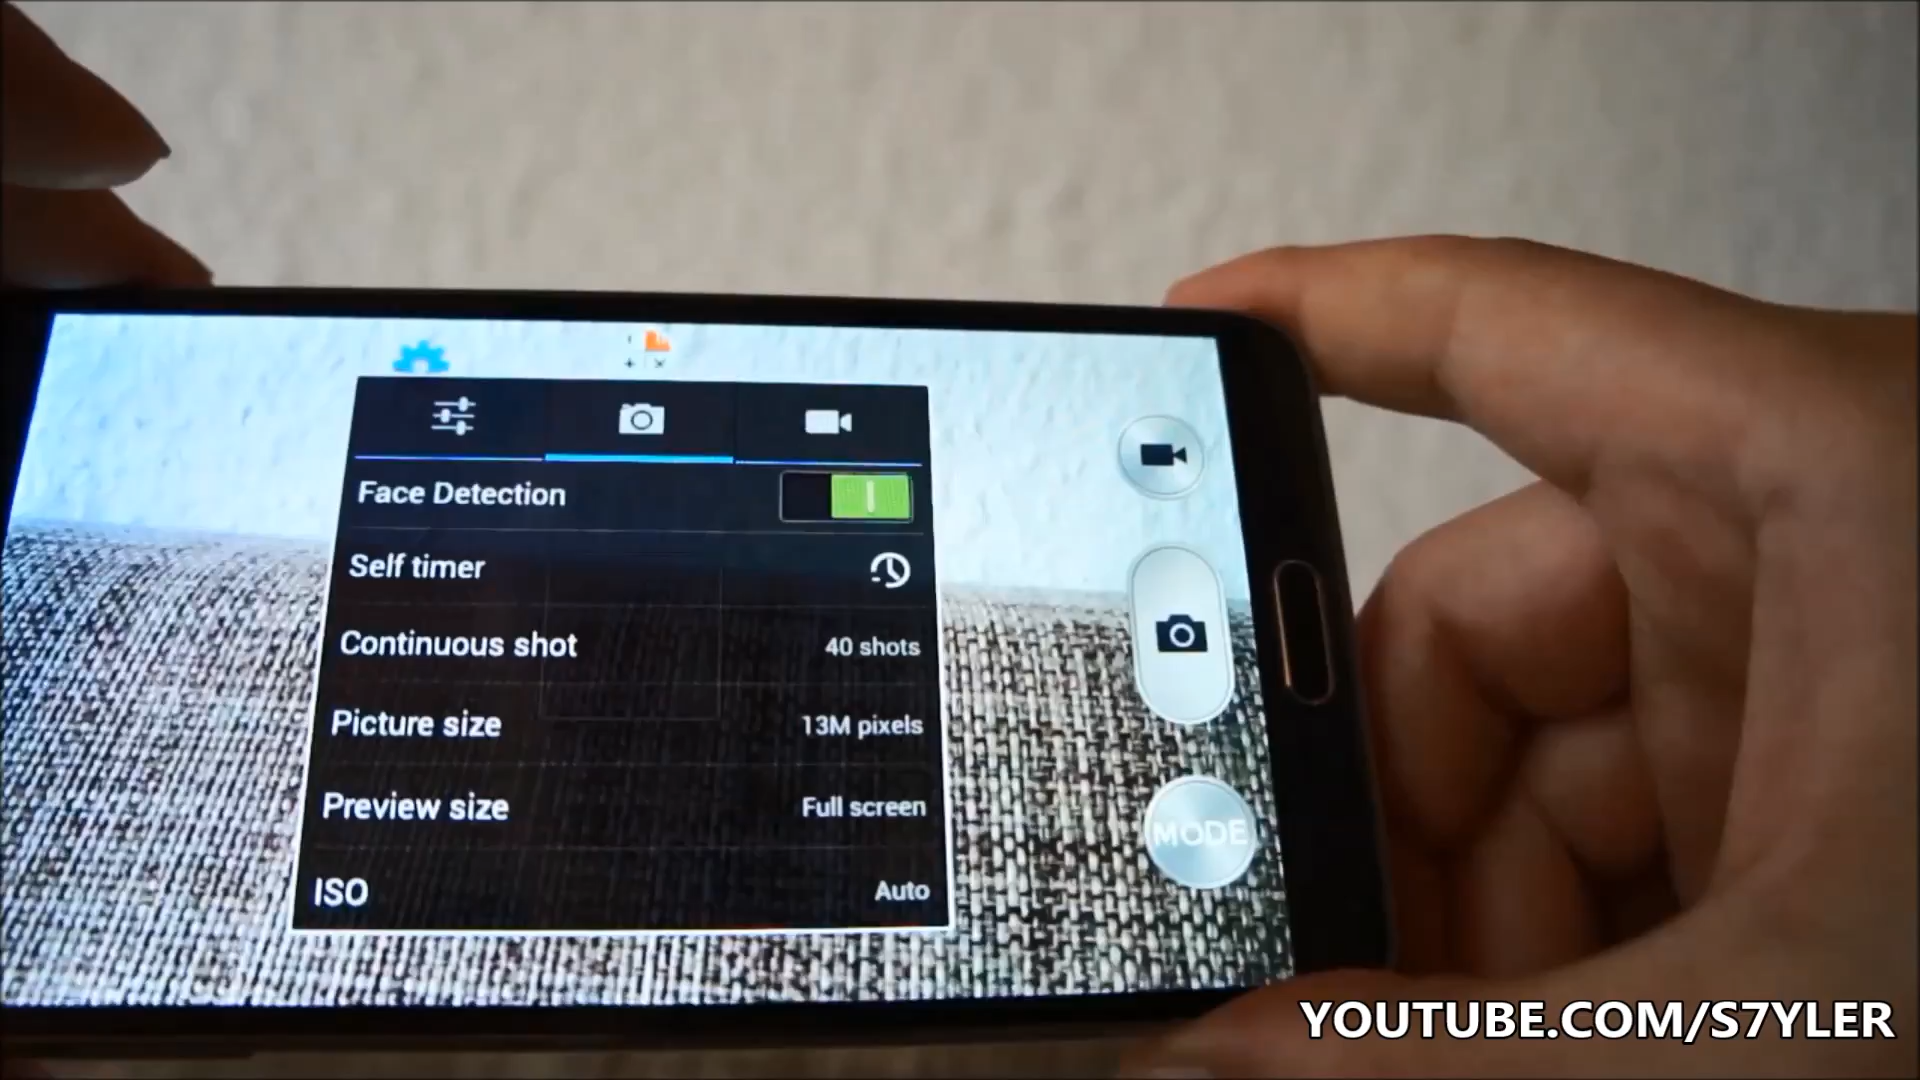 Face Detection
Self timer
Continuous shot 40 shots
Picture size 13M pixels
Preview size Full screen
ISO Auto
MODE
YOUTUBE.COM/S7YLER